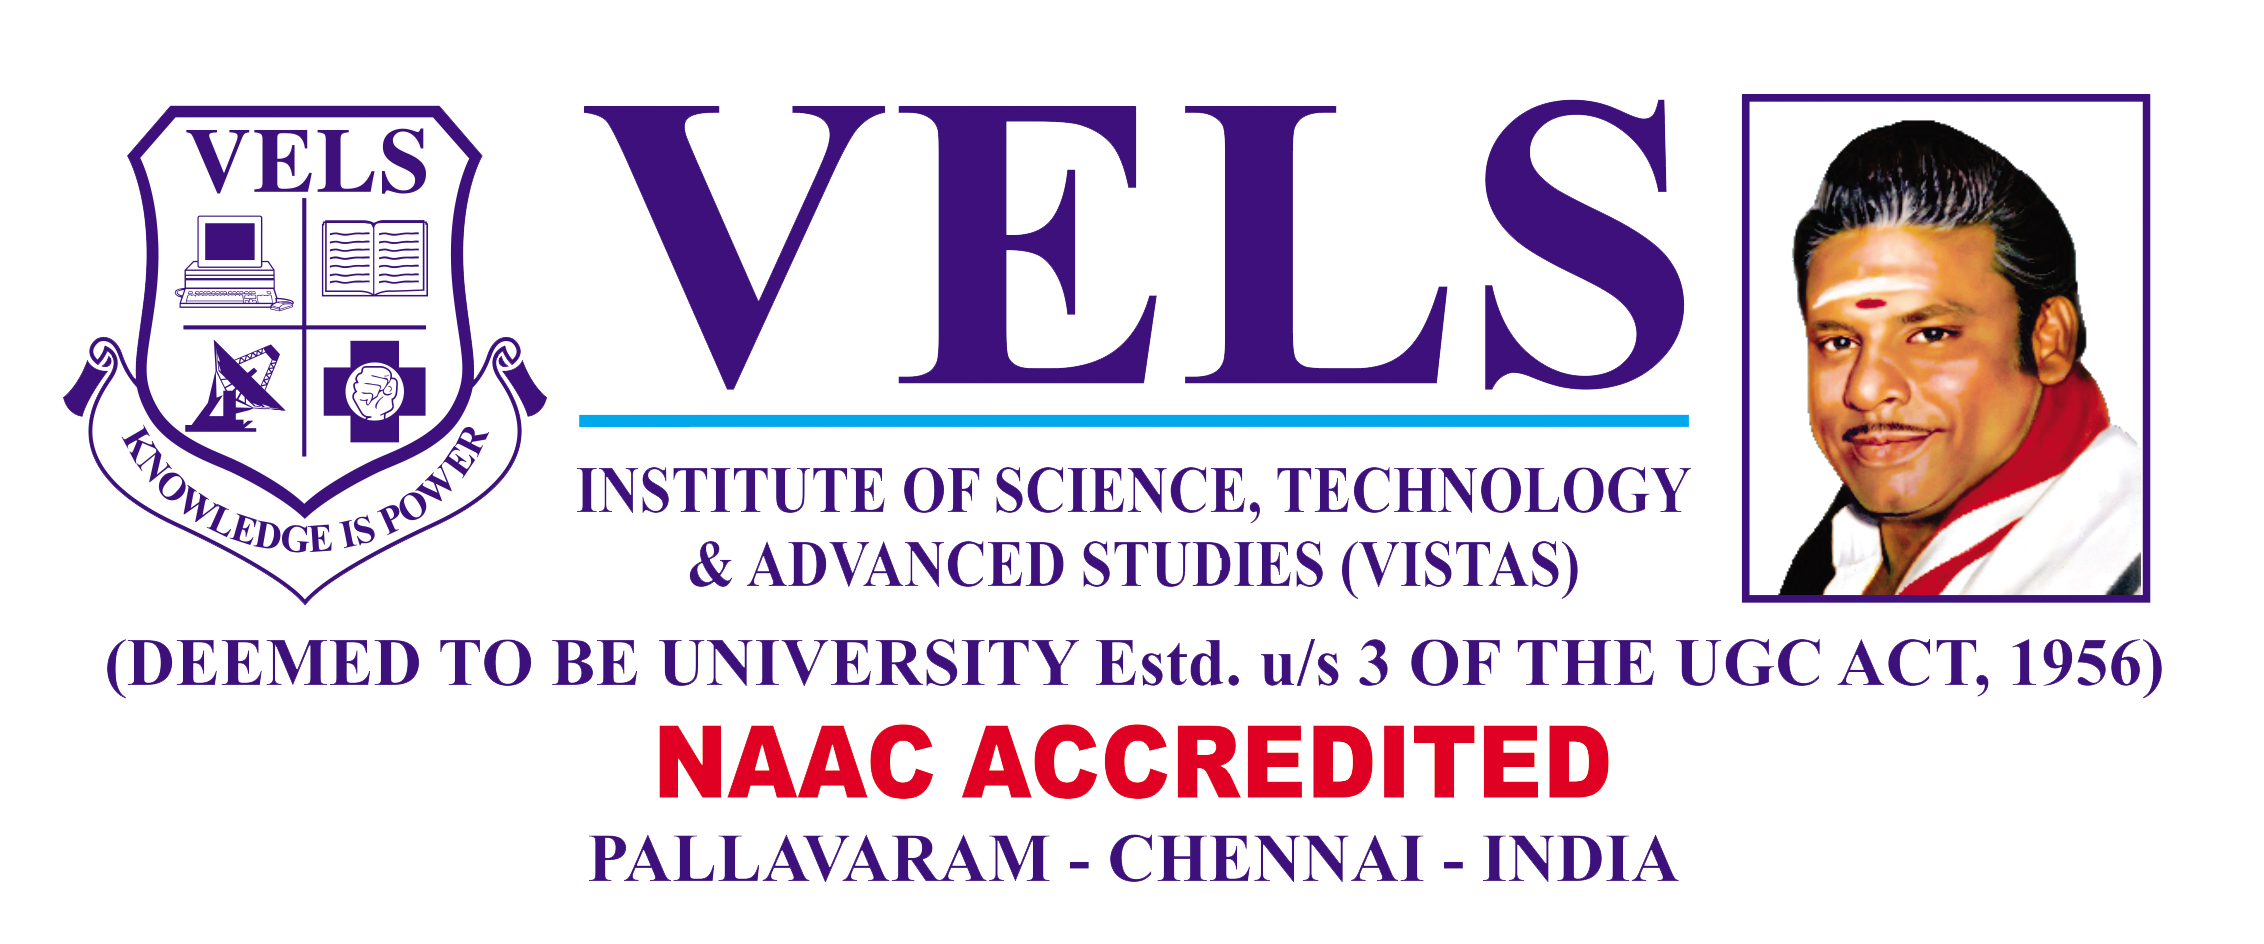 VELS
KNOWLEDGE IS POWER
VELS
INSTITUTE OF SCIENCE, TECHNOLOGY
& ADVANCED STUDIES (VISTAS)
(DEEMED TO BE UNIVERSITY Estd. u/s 3 OF THE UGC ACT, 1956)
NAAC ACCREDITED
PALLAVARAM - CHENNAI - INDIA